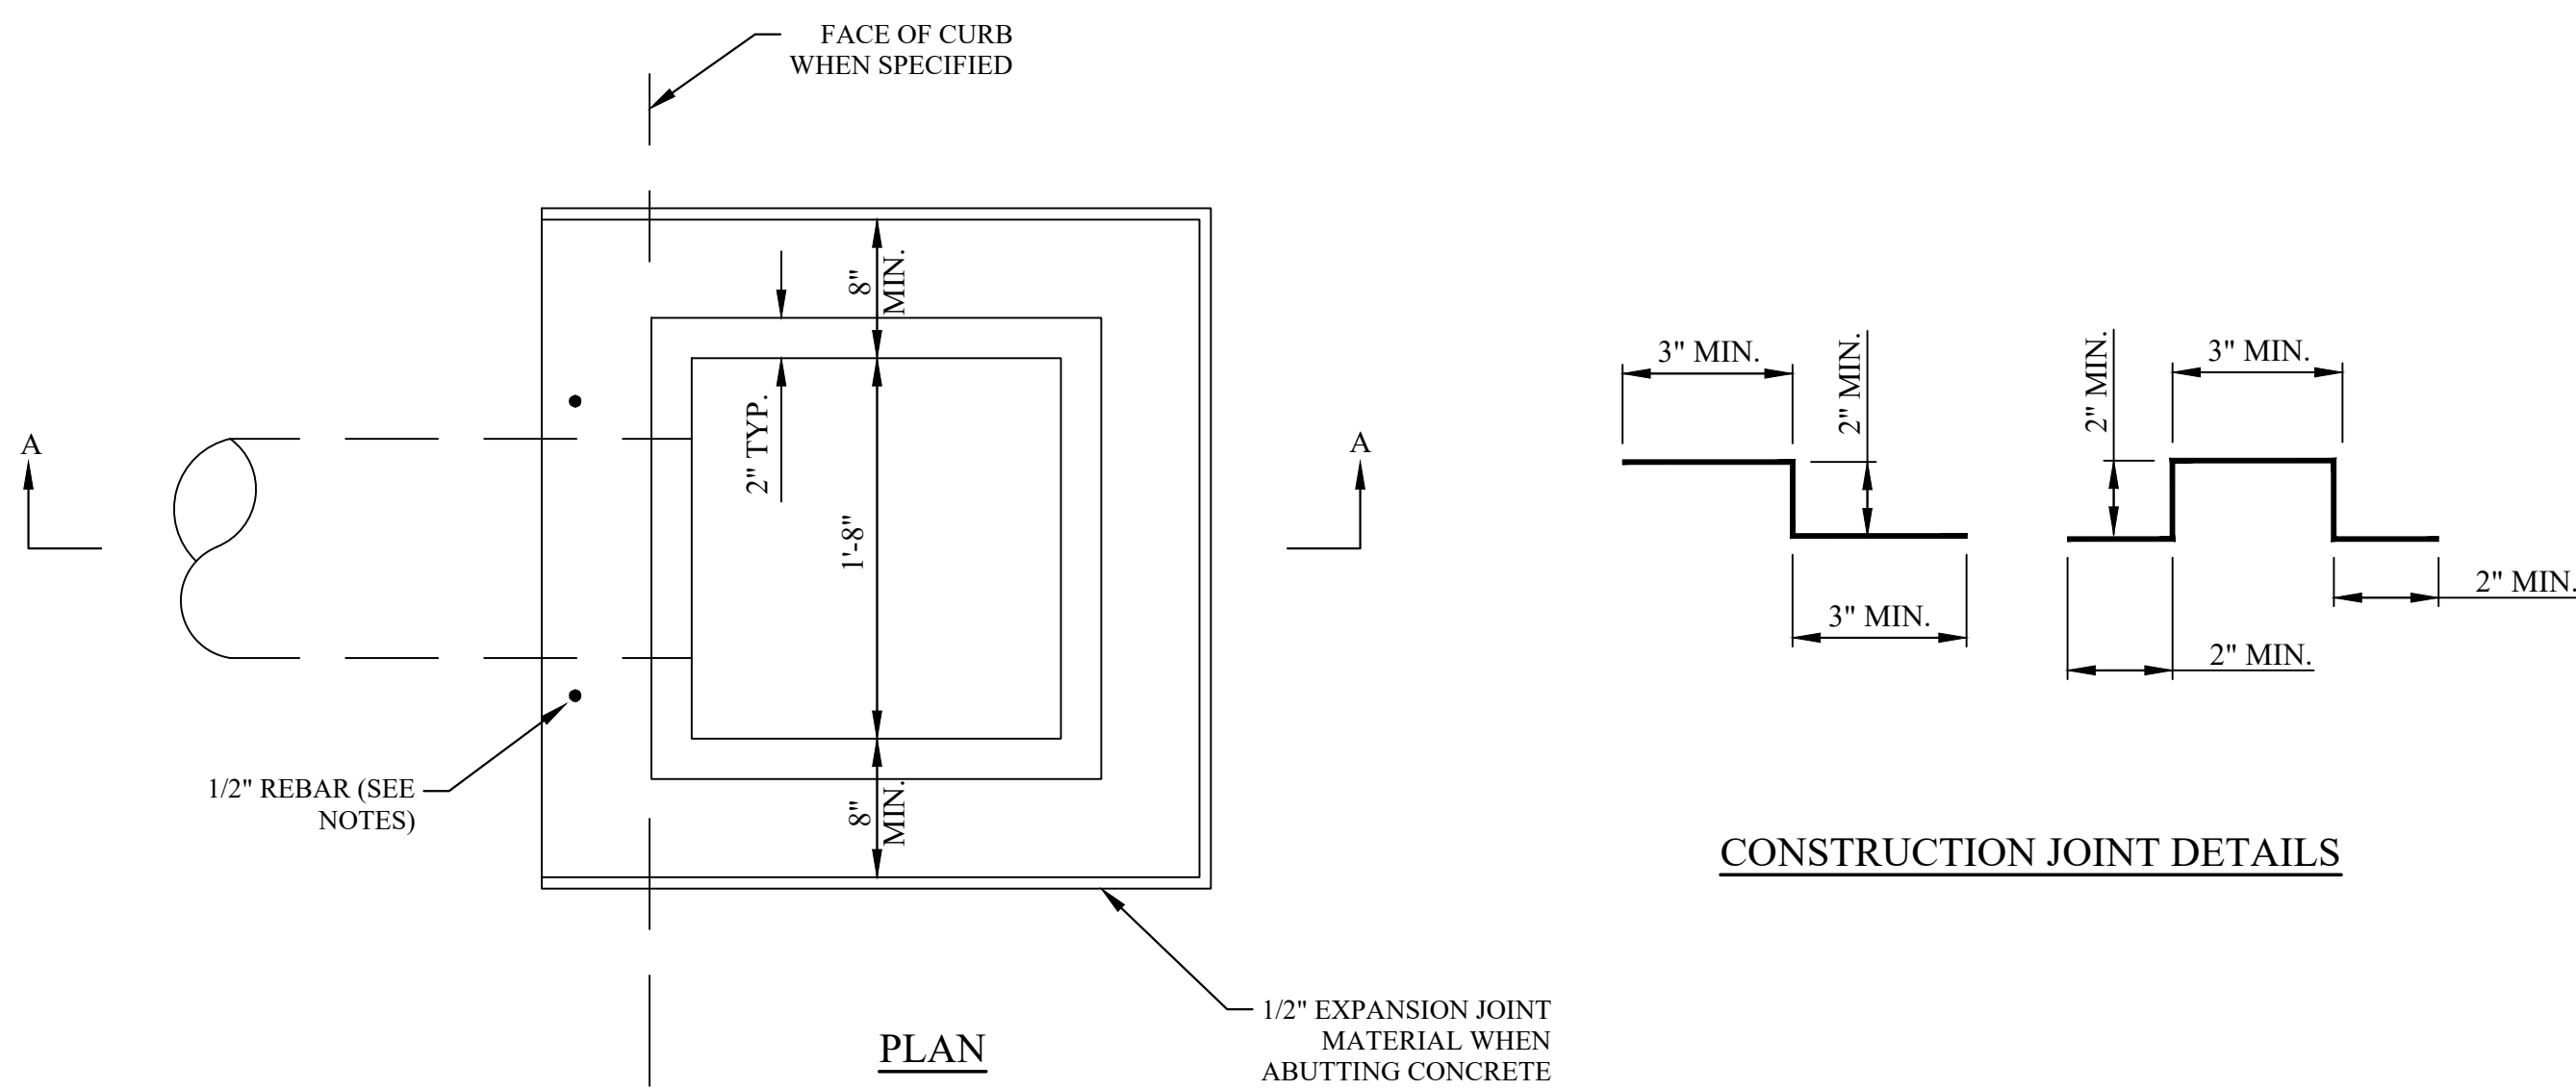 FACE OF CURB
WHEN SPECIFIED
8"
MIN.
2" TYP.
1'-8"
8"
MIN.
A
A
1/2" REBAR (SEE
NOTES)
1/2" EXPANSION JOINT
MATERIAL WHEN
ABUTTING CONCRETE
PLAN
3" MIN.
2" MIN.
3" MIN.
2" MIN.
3" MIN.
2" MIN.
2" MIN.
CONSTRUCTION JOINT DETAILS